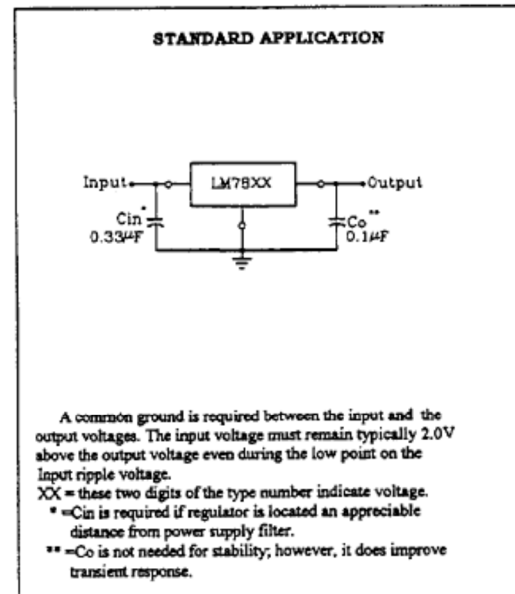 STANDARD APPLICATION
Input
LM78XX
Output
Cin*
0.33μF
Co**
0.1μF
A common ground is required between the input and the
output voltages. The input voltage must remain typically 2.0V
above the output voltage even during the low point on the
Input ripple voltage.
XX = these two digits of the type number indicate voltage.
* =Cin is required if regulator is located an appreciable
distance from power supply filter.
** =Co is not needed for stability; however, it does improve
transient response.